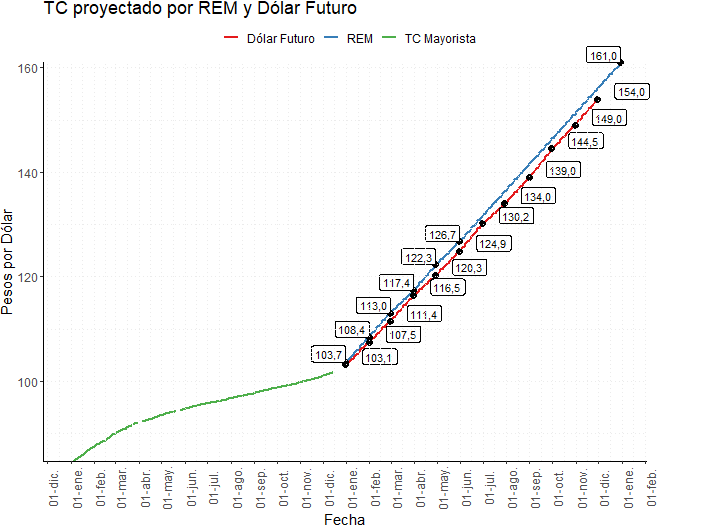 TC proyectado por REM y Dólar Futuro
Dólar Futuro REM TC Mayorista
Pesos por Dólar
160
140
120
100
161,0
154,0
149,0
144,5
139,0
134,0
130,2
126,7
124,9
122,3
120,3
117,4
116,5
113,0
111,4
108,4
107,5
103,7
103,1
01-dic.
01-ene.
01-feb.
01-mar.
01-abr.
01-may.
01-jun.
01-jul.
01-ago.
01-sep.
01-oct.
01-nov.
01-dic.
01-ene.
01-feb.
01-mar.
01-abr.
01-may.
01-jun.
01-jul.
01-ago.
01-sep.
01-oct.
01-nov.
01-dic.
01-ene.
01-feb.
Fecha